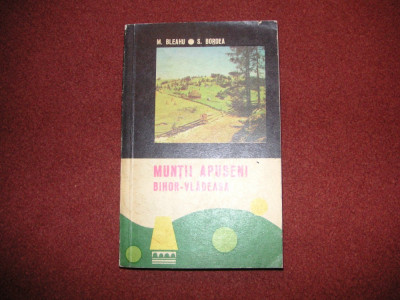 M. BLEAHU ● S. BORDEA
MUNȚII APUSENI
BIHOR-VLĂDEASA